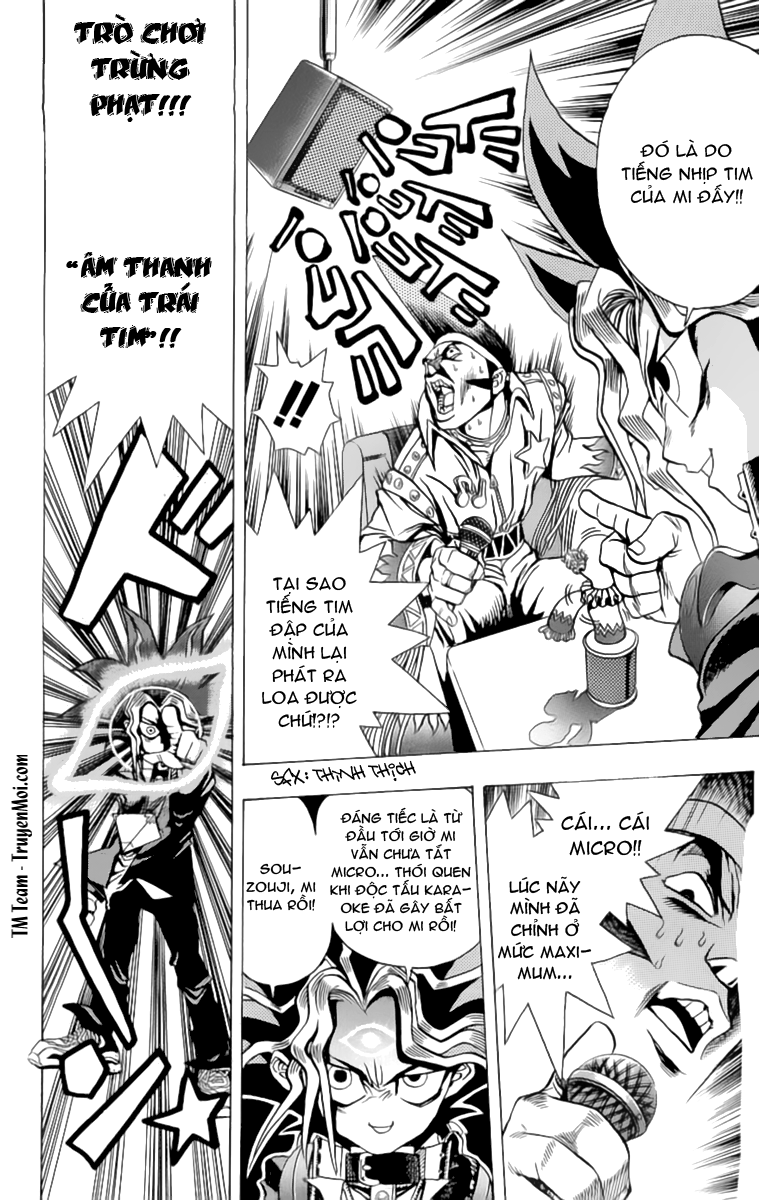 ĐÓ LÀ DO
TIẾNG NHỊP TIM
CỦA MI ĐẤY!!
!!
TẠI SAO
TIẾNG TIM
ĐẬP CỦA
MÌNH LẠI
PHÁT RA
LOA ĐƯỢC
CHỨ!?!?
SFX: THÌNH THỊCH
CÁI... CÁI
MICRO!!
LÚC NÃY
MÌNH ĐÃ
CHỈNH Ở
MỨC MAXI-
MUM...
ĐÁNG TIẾC LÀ TỪ
ĐẦU TỚI GIỜ MI
VẪN CHƯA TẮT
MICRO... THÓI QUEN
KHI ĐỘC TẤU KARA-
OKE ĐÃ GÂY BẤT
LỢI CHO MI RỒI!
SOU-
ZOUJI, MI
THUA RỒI!
TRÒ CHƠI
TRỪNG
PHẠT!!!
“ÂM THANH
CỦA TRÁI
TIM”!!
ド
ン
TM Team - TruyenMoi.com